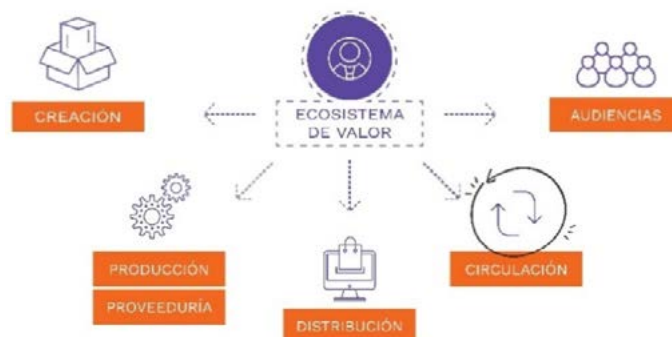 ECOSISTEMA
DE VALOR
CREACIÓN
AUDIENCIAS
PRODUCCIÓN
PROVEEDURÍA
DISTRIBUCIÓN
CIRCULACIÓN